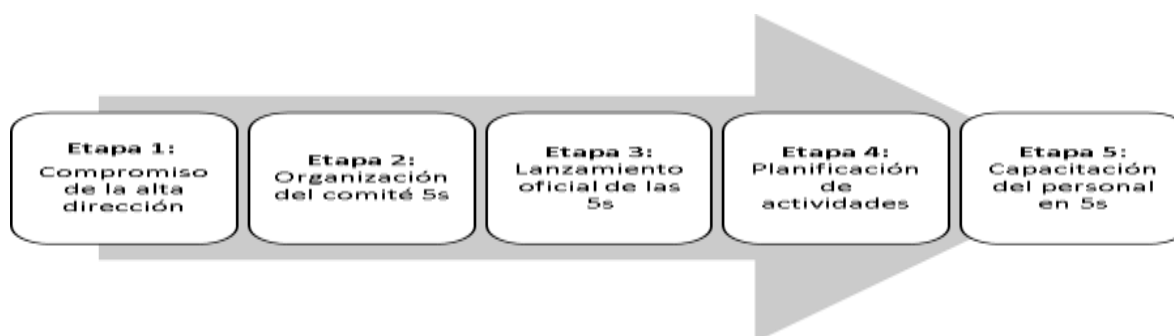 Etapa 1:
Compromiso
de la alta
dirección
Etapa 2:
Organización
del comité 5s
Etapa 3:
Lanzamiento
oficial de las
5s
Etapa 4:
Planificación
de
actividades
Etapa 5:
Capacitación
del personal
en 5s